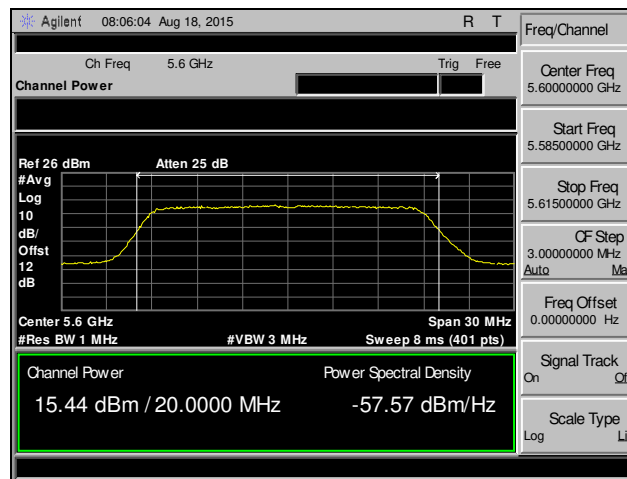 Agilent 08:06:04 Aug 18, 2015 R T
Ch Freq 5.6 GHz Trig Free
Channel Power
Ref 26 dBm Atten 25 dB
#Avg
Log
10
dB/
Offst
12
dB
Center 5.6 GHz Span 30 MHz
#Res BW 1 MHz #VBW 3 MHz Sweep 8 ms (401 pts)
Channel Power Power Spectral Density
15.44 dBm / 20.0000 MHz -57.57 dBm/Hz
Freq/Channel
Center Freq
5.60000000 GHz
Start Freq
5.58500000 GHz
Stop Freq
5.61500000 GHz
CF Step
3.00000000 MHz
Auto Ma
Freq Offset
0.00000000 Hz
Signal Track
On Of
Scale Type
Log Li